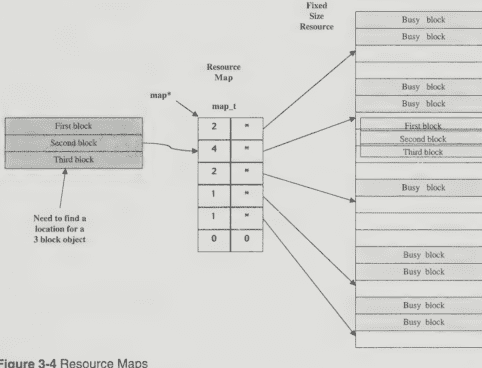 Fixed
Size
Resource
Busy block
Busy block
Busy block
Busy block
First block
Second block
Third block
Busy block
Busy block
Busy block
Busy block
Busy block
Resource
Map
map*
map_t
2 "
4 "
2 "
1 "
1 "
0 0
First block
Second block
Third block
Need to find a
location for a
3 block object
Figure 3-4 Resource Maps